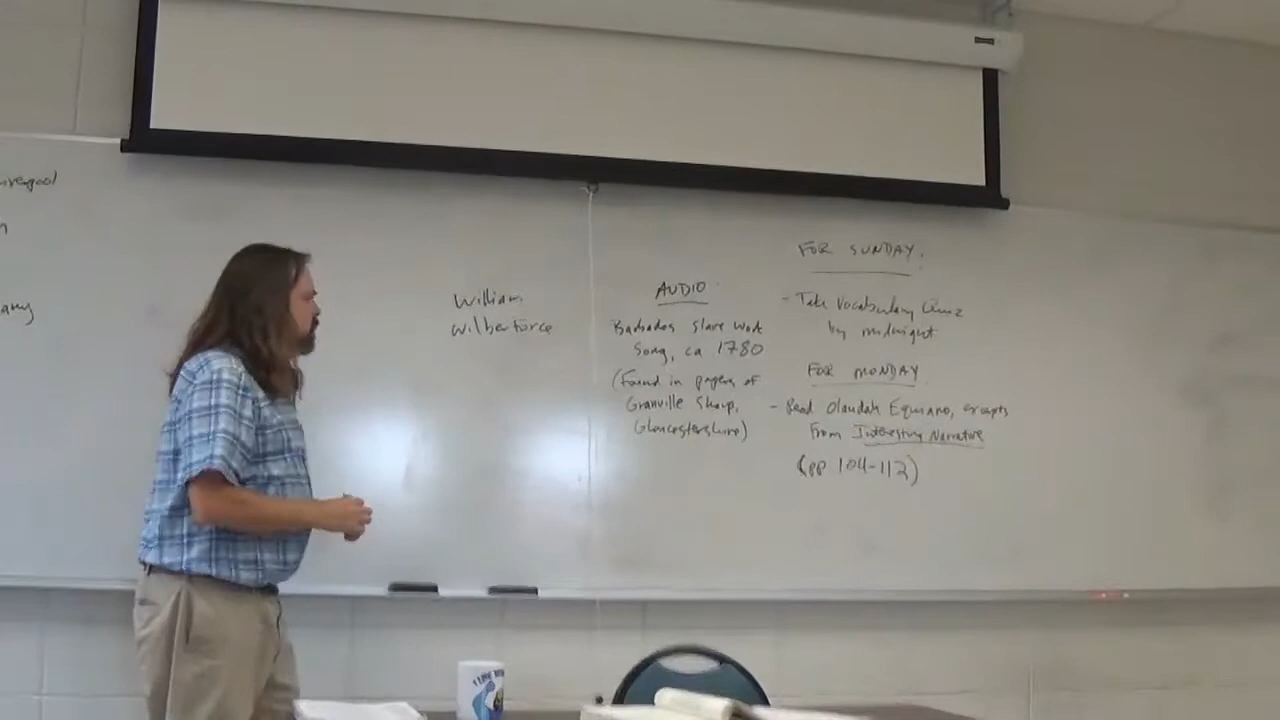 William
Wilberforce
AUDIO
Barbados slave work
song, ca 1780
(Found in papers of
Granville Sharp,
Gloucestershire)
FOR SUNDAY:
- Take Vocabulary Quiz
by midnight
FOR MONDAY
- Read Olaudah Equiano, excerpts
From Interesting Narrative
(pp 104-112)